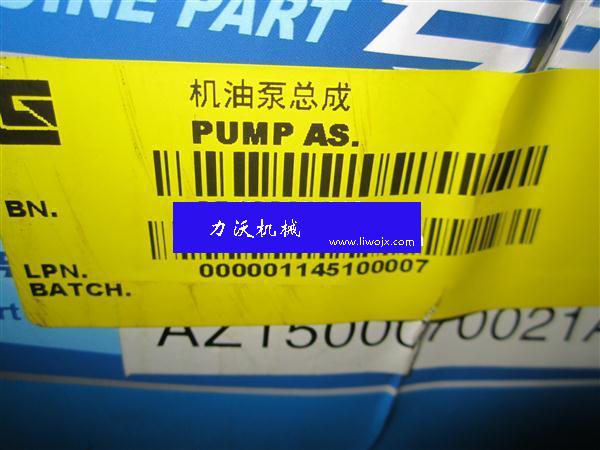 INE PART
机油泵总成
PUMP AS.
BN.
力沃机械
www.liwojx.com
LPN.
000001145100007
BATCH.
AZ1500070021A